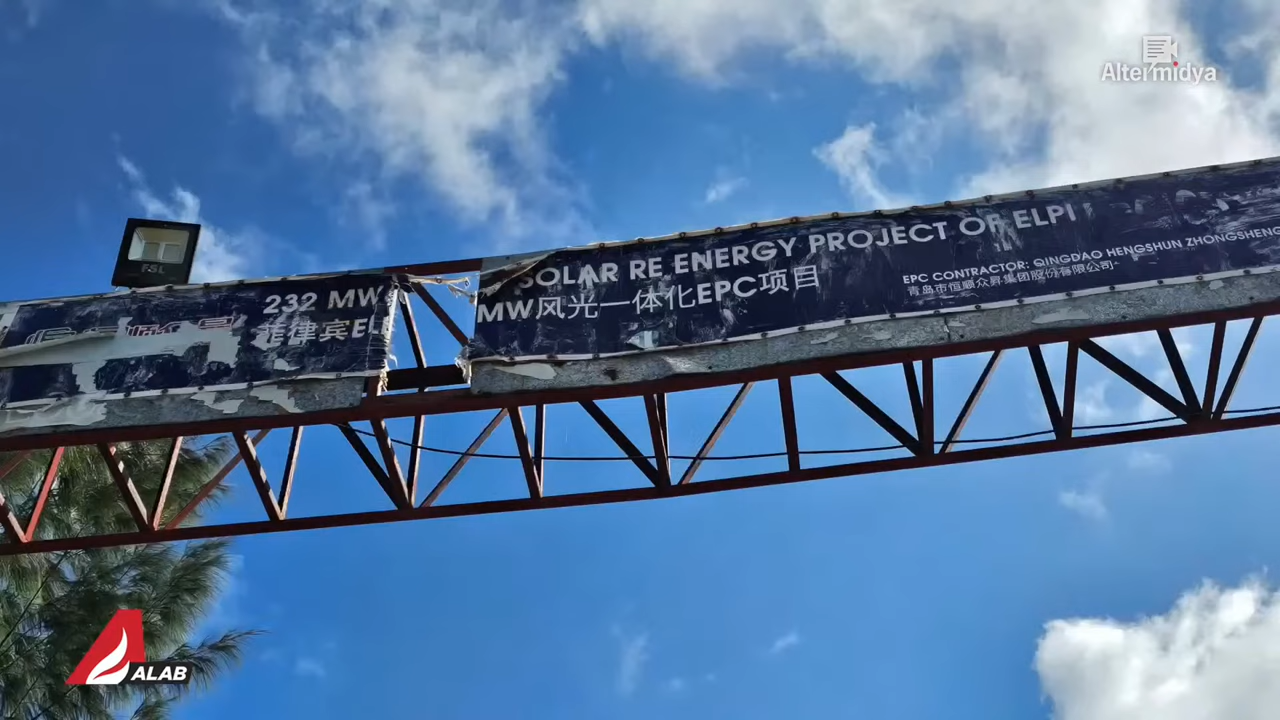 Altermidya
FSL
232 MW
SOLAR RE ENERGY PROJECT OF ELPI
菲律宾EL
MW风光一体化EPC项目
EPC CONTRACTOR: QINGDAO HENGSHUN ZHONGSHENG
青岛市恒顺众昇集团股份有限公司
ALAB